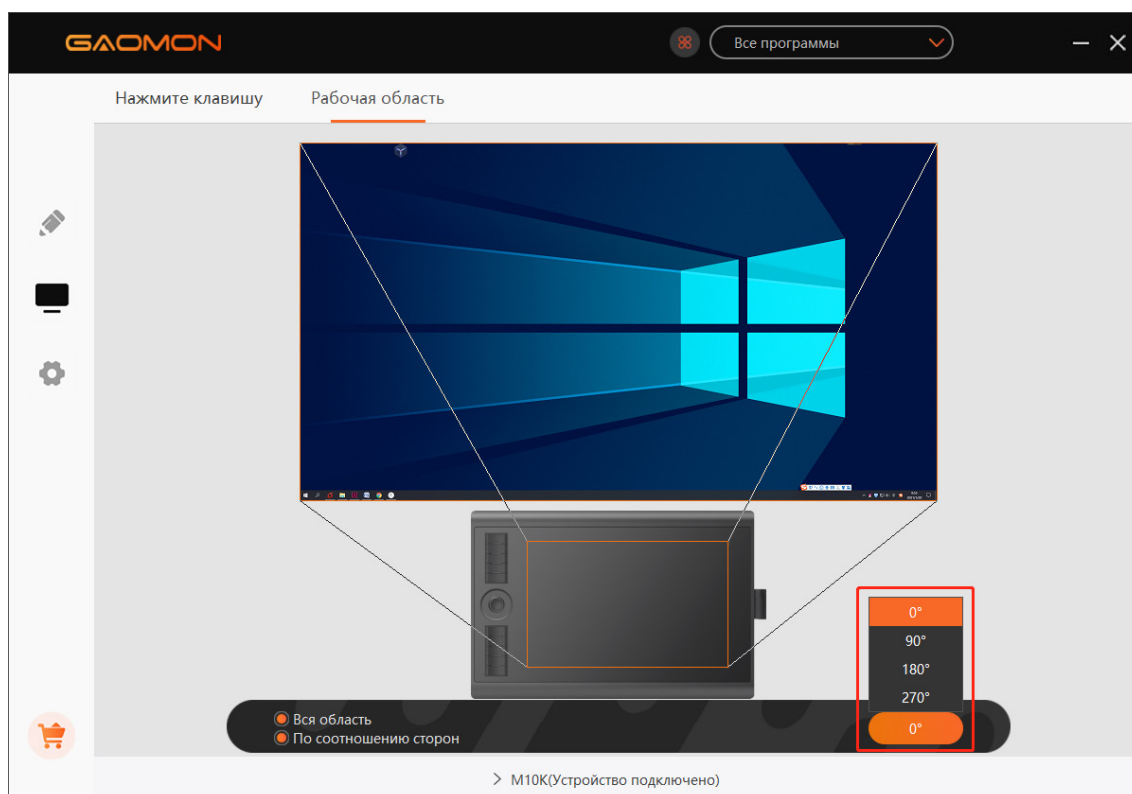 GAOMON
Все программы
Нажмите клавишу
Рабочая область
0°
90°
180°
270°
0°
Вся область
По соотношению сторон
M10K(Устройство подключено)